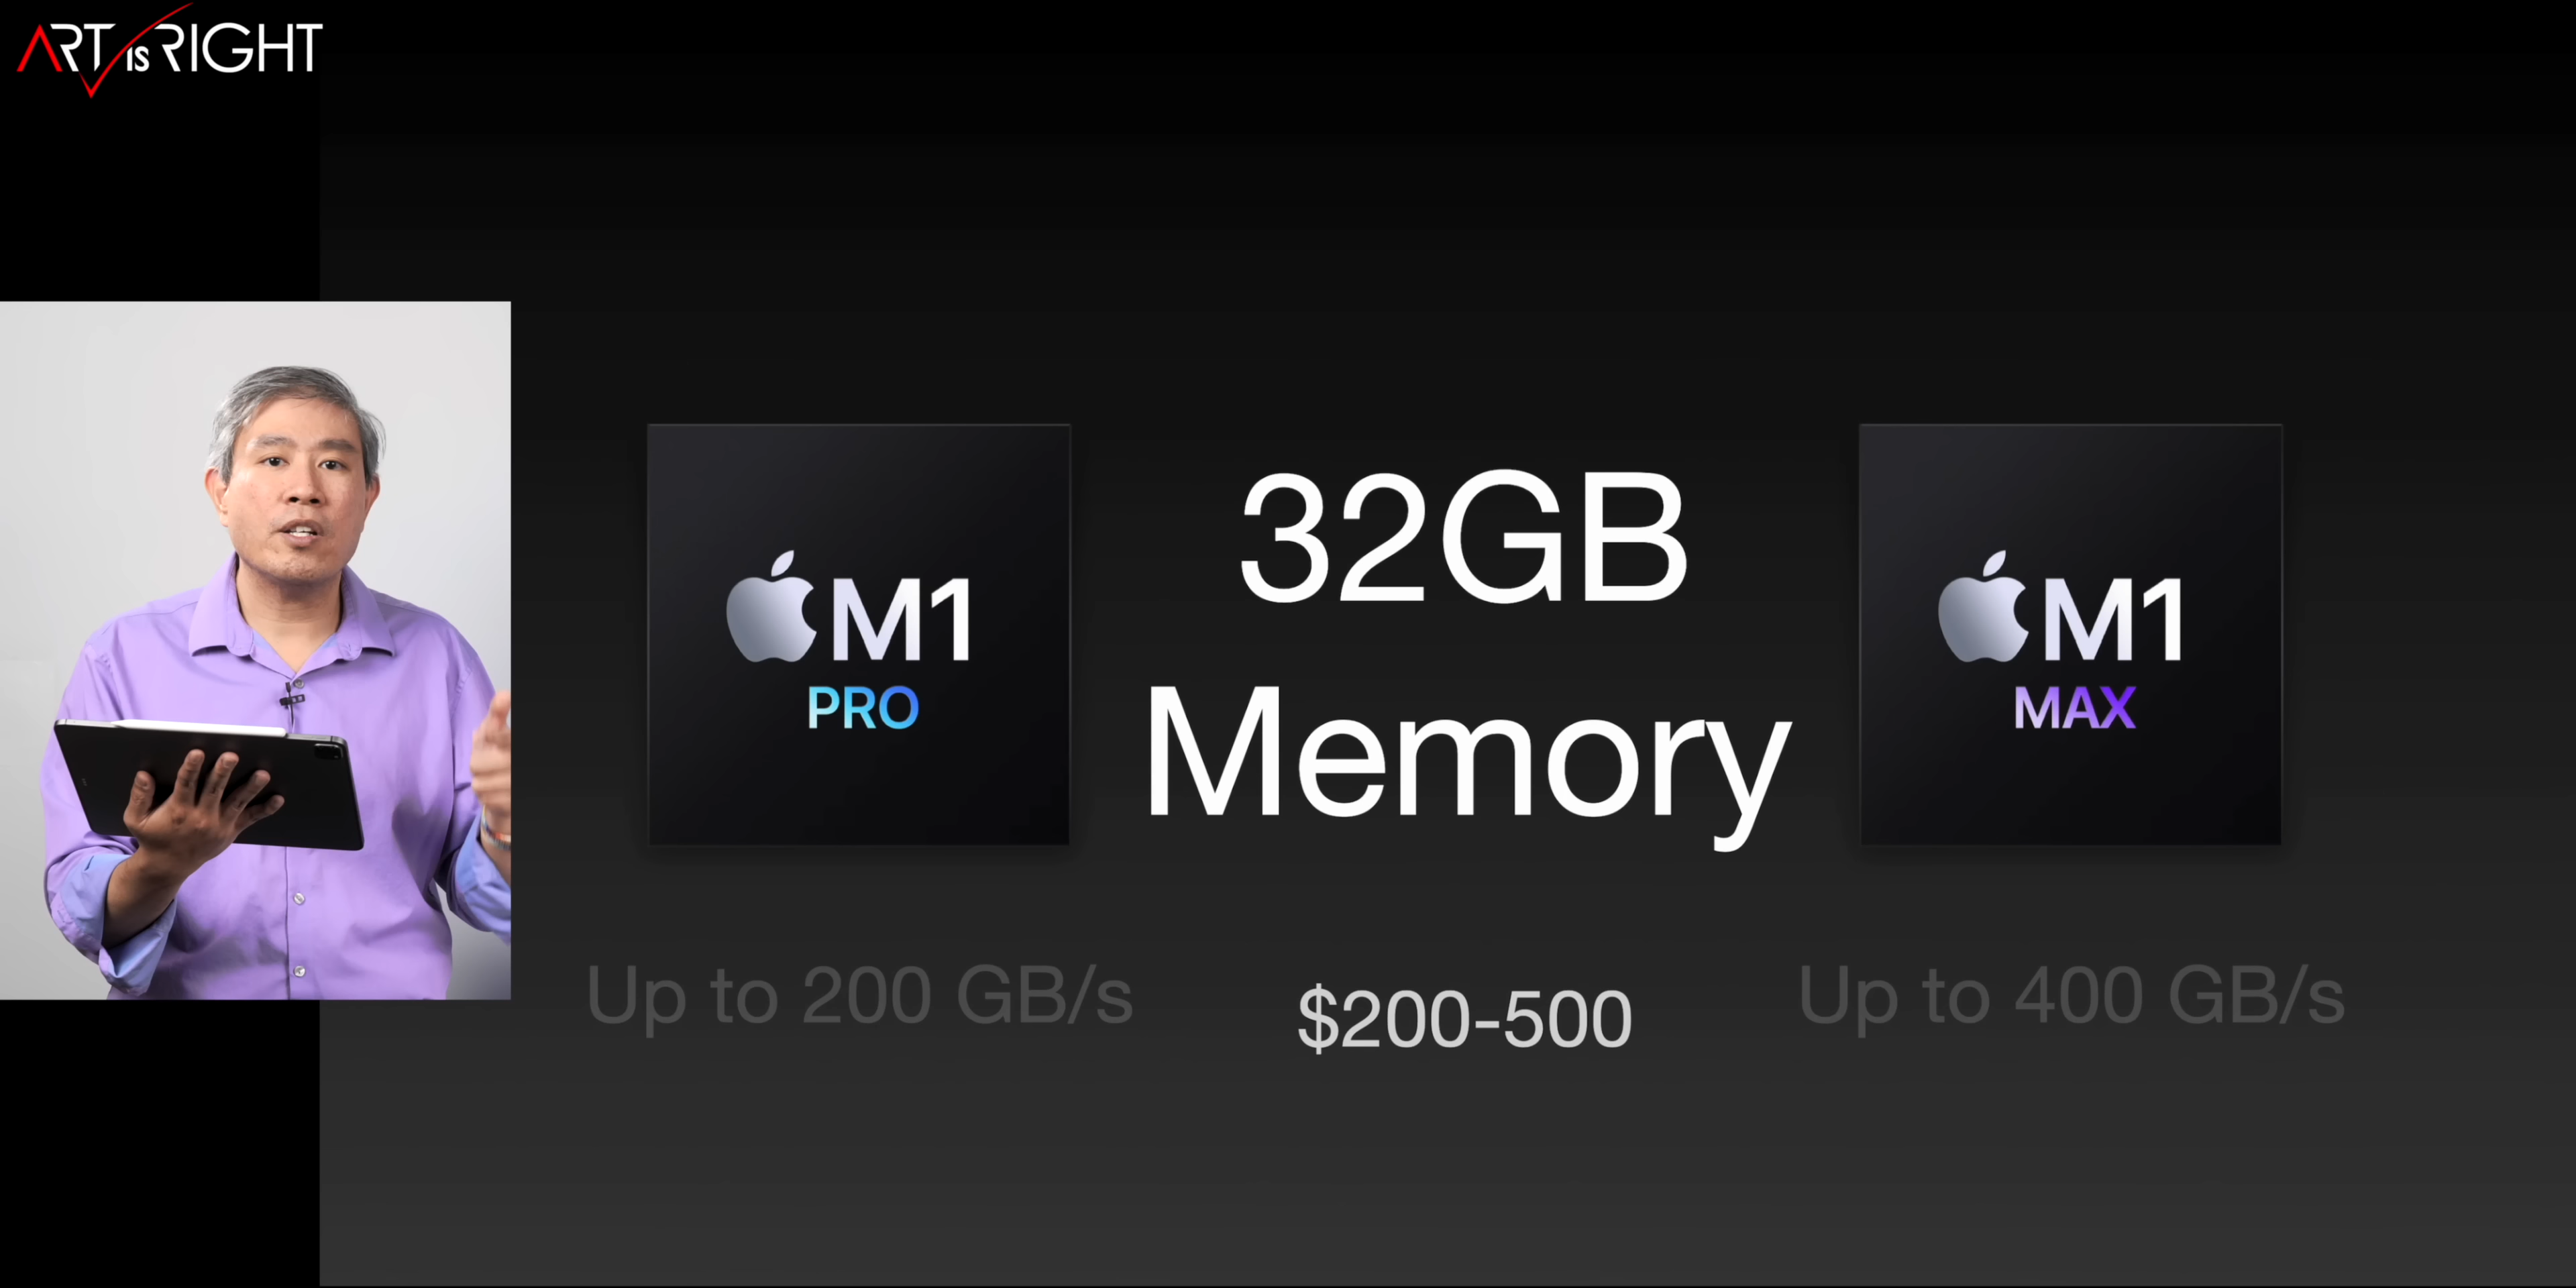 ART IS RIGHT
M1
PRO
32GB
Memory
M1
MAX
Up to 200 GB/s
$200-500
Up to 400 GB/s